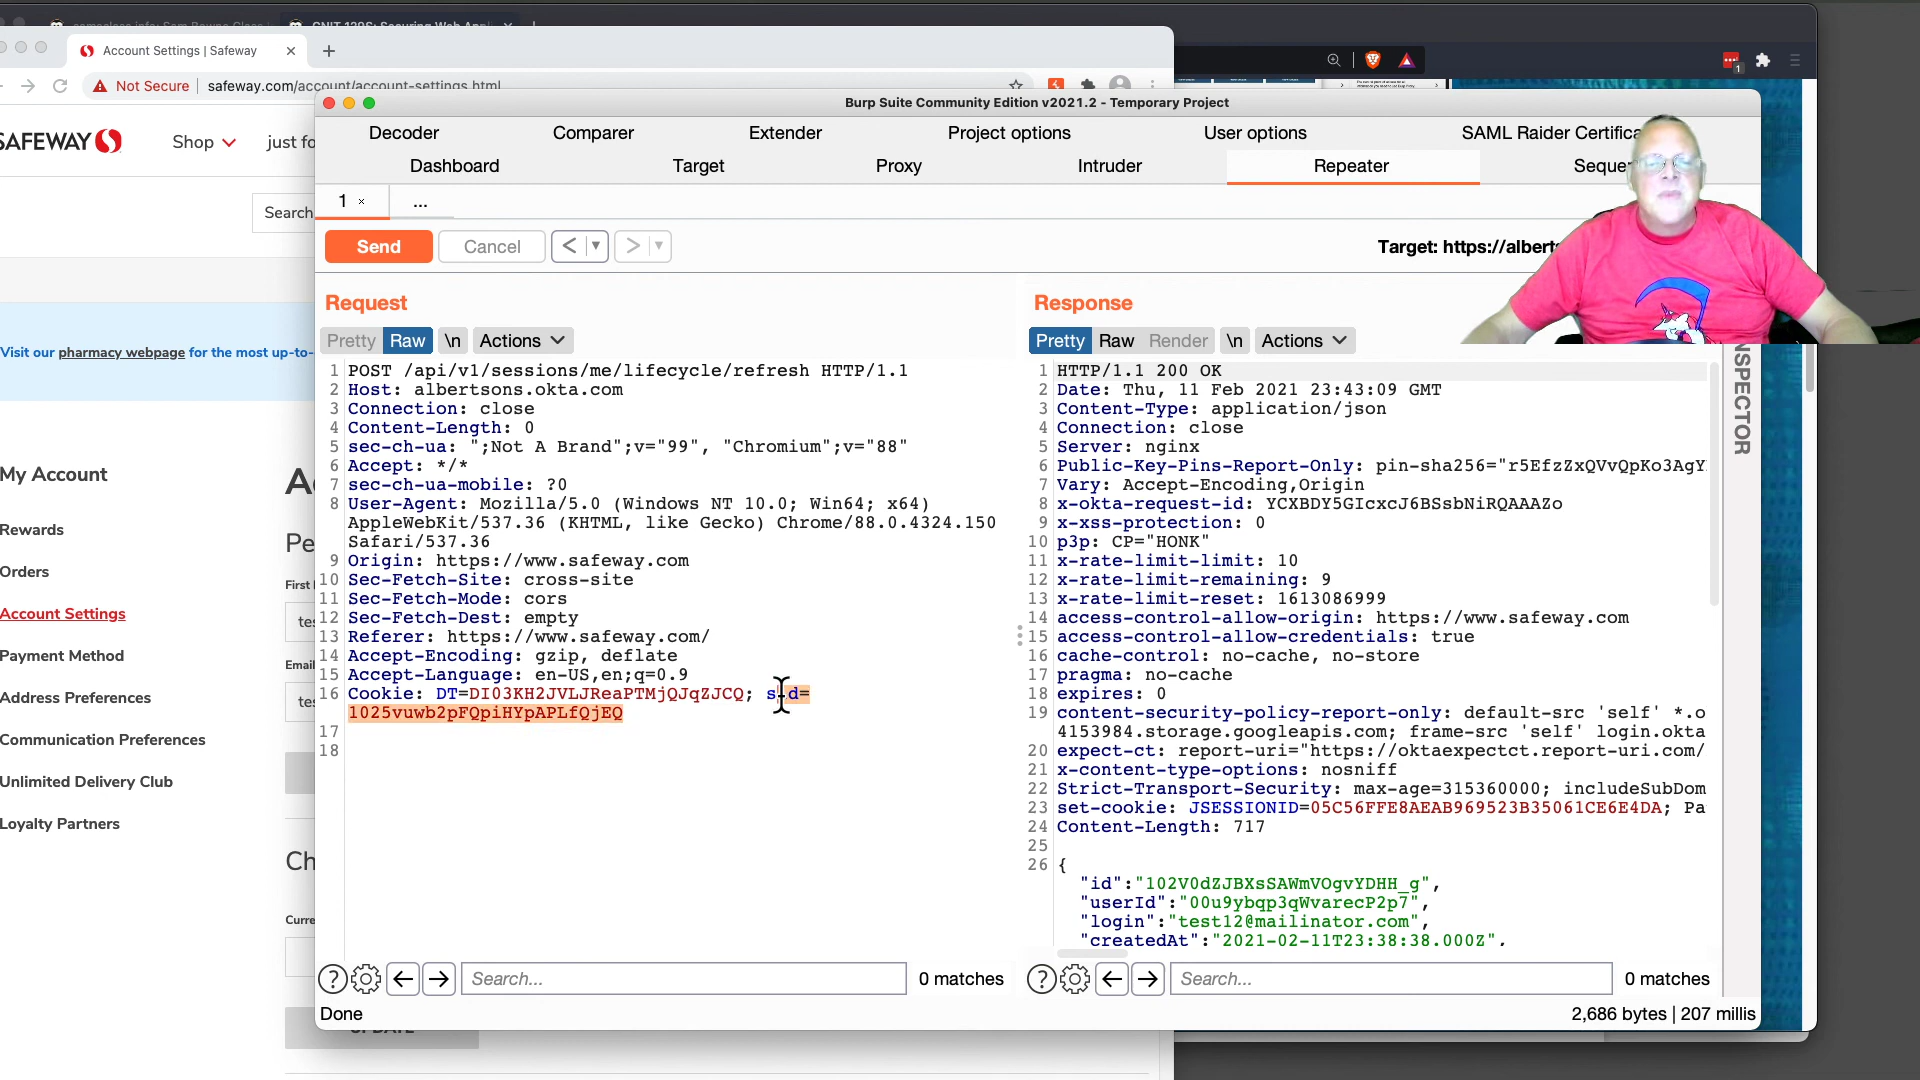 CNIT 129S: Securing Web Appl
Account Settings | Safeway
Not Secure
safeway.com/account/account-settings.html
1
Burp Suite Community Edition v2021.2 - Temporary Project
SAFEWAY
Shop
just fo
Decoder
Comparer
Extender
Project options
User options
SAML Raider Certifica
Dashboard
Target
Proxy
Intruder
Repeater
Sequen
Search
1 ×
...
Send
Cancel
<
>
Target: https://alberts
Visit our pharmacy webpage for the most up-to-
Request
Pretty
Raw
\n
Actions
1 POST /api/v1/sessions/me/lifecycle/refresh HTTP/1.1
2 Host: albertsons.okta.com
3 Connection: close
4 Content-Length: 0
5 sec-ch-ua: ";Not A Brand";v="99", "Chromium";v="88"
6 Accept: */*
7 sec-ch-ua-mobile: ?0
8 User-Agent: Mozilla/5.0 (Windows NT 10.0; Win64; x64)
AppleWebKit/537.36 (KHTML, like Gecko) Chrome/88.0.4324.150
Safari/537.36
9 Origin: https://www.safeway.com
10 Sec-Fetch-Site: cross-site
11 Sec-Fetch-Mode: cors
12 Sec-Fetch-Dest: empty
13 Referer: https://www.safeway.com/
14 Accept-Encoding: gzip, deflate
15 Accept-Language: en-US,en;q=0.9
16 Cookie: DT=DI03KH2JVLJReaPTMjQJqZJCQ; sid=
1025vuwb2pFQpiHYpAPLfQjEQ
17
18
Response
Pretty
Raw
Render
\n
Actions
INSPECTOR
1 HTTP/1.1 200 OK
2 Date: Thu, 11 Feb 2021 23:43:09 GMT
3 Content-Type: application/json
4 Connection: close
5 Server: nginx
6 Public-Key-Pins-Report-Only: pin-sha256="r5EfzZxQVvQpKo3AgY
7 Vary: Accept-Encoding,Origin
8 x-okta-request-id: YCXBDY5GIcxcJ6BSsbNiRQAAAZo
9 x-xss-protection: 0
10 p3p: CP="HONK"
11 x-rate-limit-limit: 10
12 x-rate-limit-remaining: 9
13 x-rate-limit-reset: 1613086999
14 access-control-allow-origin: https://www.safeway.com
15 access-control-allow-credentials: true
16 cache-control: no-cache, no-store
17 pragma: no-cache
18 expires: 0
19 content-security-policy-report-only: default-src 'self' *.o
4153984.storage.googleapis.com; frame-src 'self' login.okta
20 expect-ct: report-uri="https://oktaexpectct.report-uri.com/
21 x-content-type-options: nosniff
22 Strict-Transport-Security: max-age=315360000; includeSubDom
23 set-cookie: JSESSIONID=05C56FFE8AEAB969523B35061CE6E4DA; Pa
24 Content-Length: 717
25
26 {
"id":"102V0dZJBXsSAWmVOgvYDHH_g",
"userId":"00u9ybqp3qWvarecP2p7",
"login":"test12@mailinator.com",
"createdAt":"2021-02-11T23:38:38.000Z",
My Account
Rewards
Orders
Account Settings
Payment Method
Address Preferences
Communication Preferences
Unlimited Delivery Club
Loyalty Partners
A
Pe
First
tes
Email
tes
Ch
Curre
UPDATE
?
Search...
0 matches
?
Search...
0 matches
Done
2,686 bytes | 207 millis